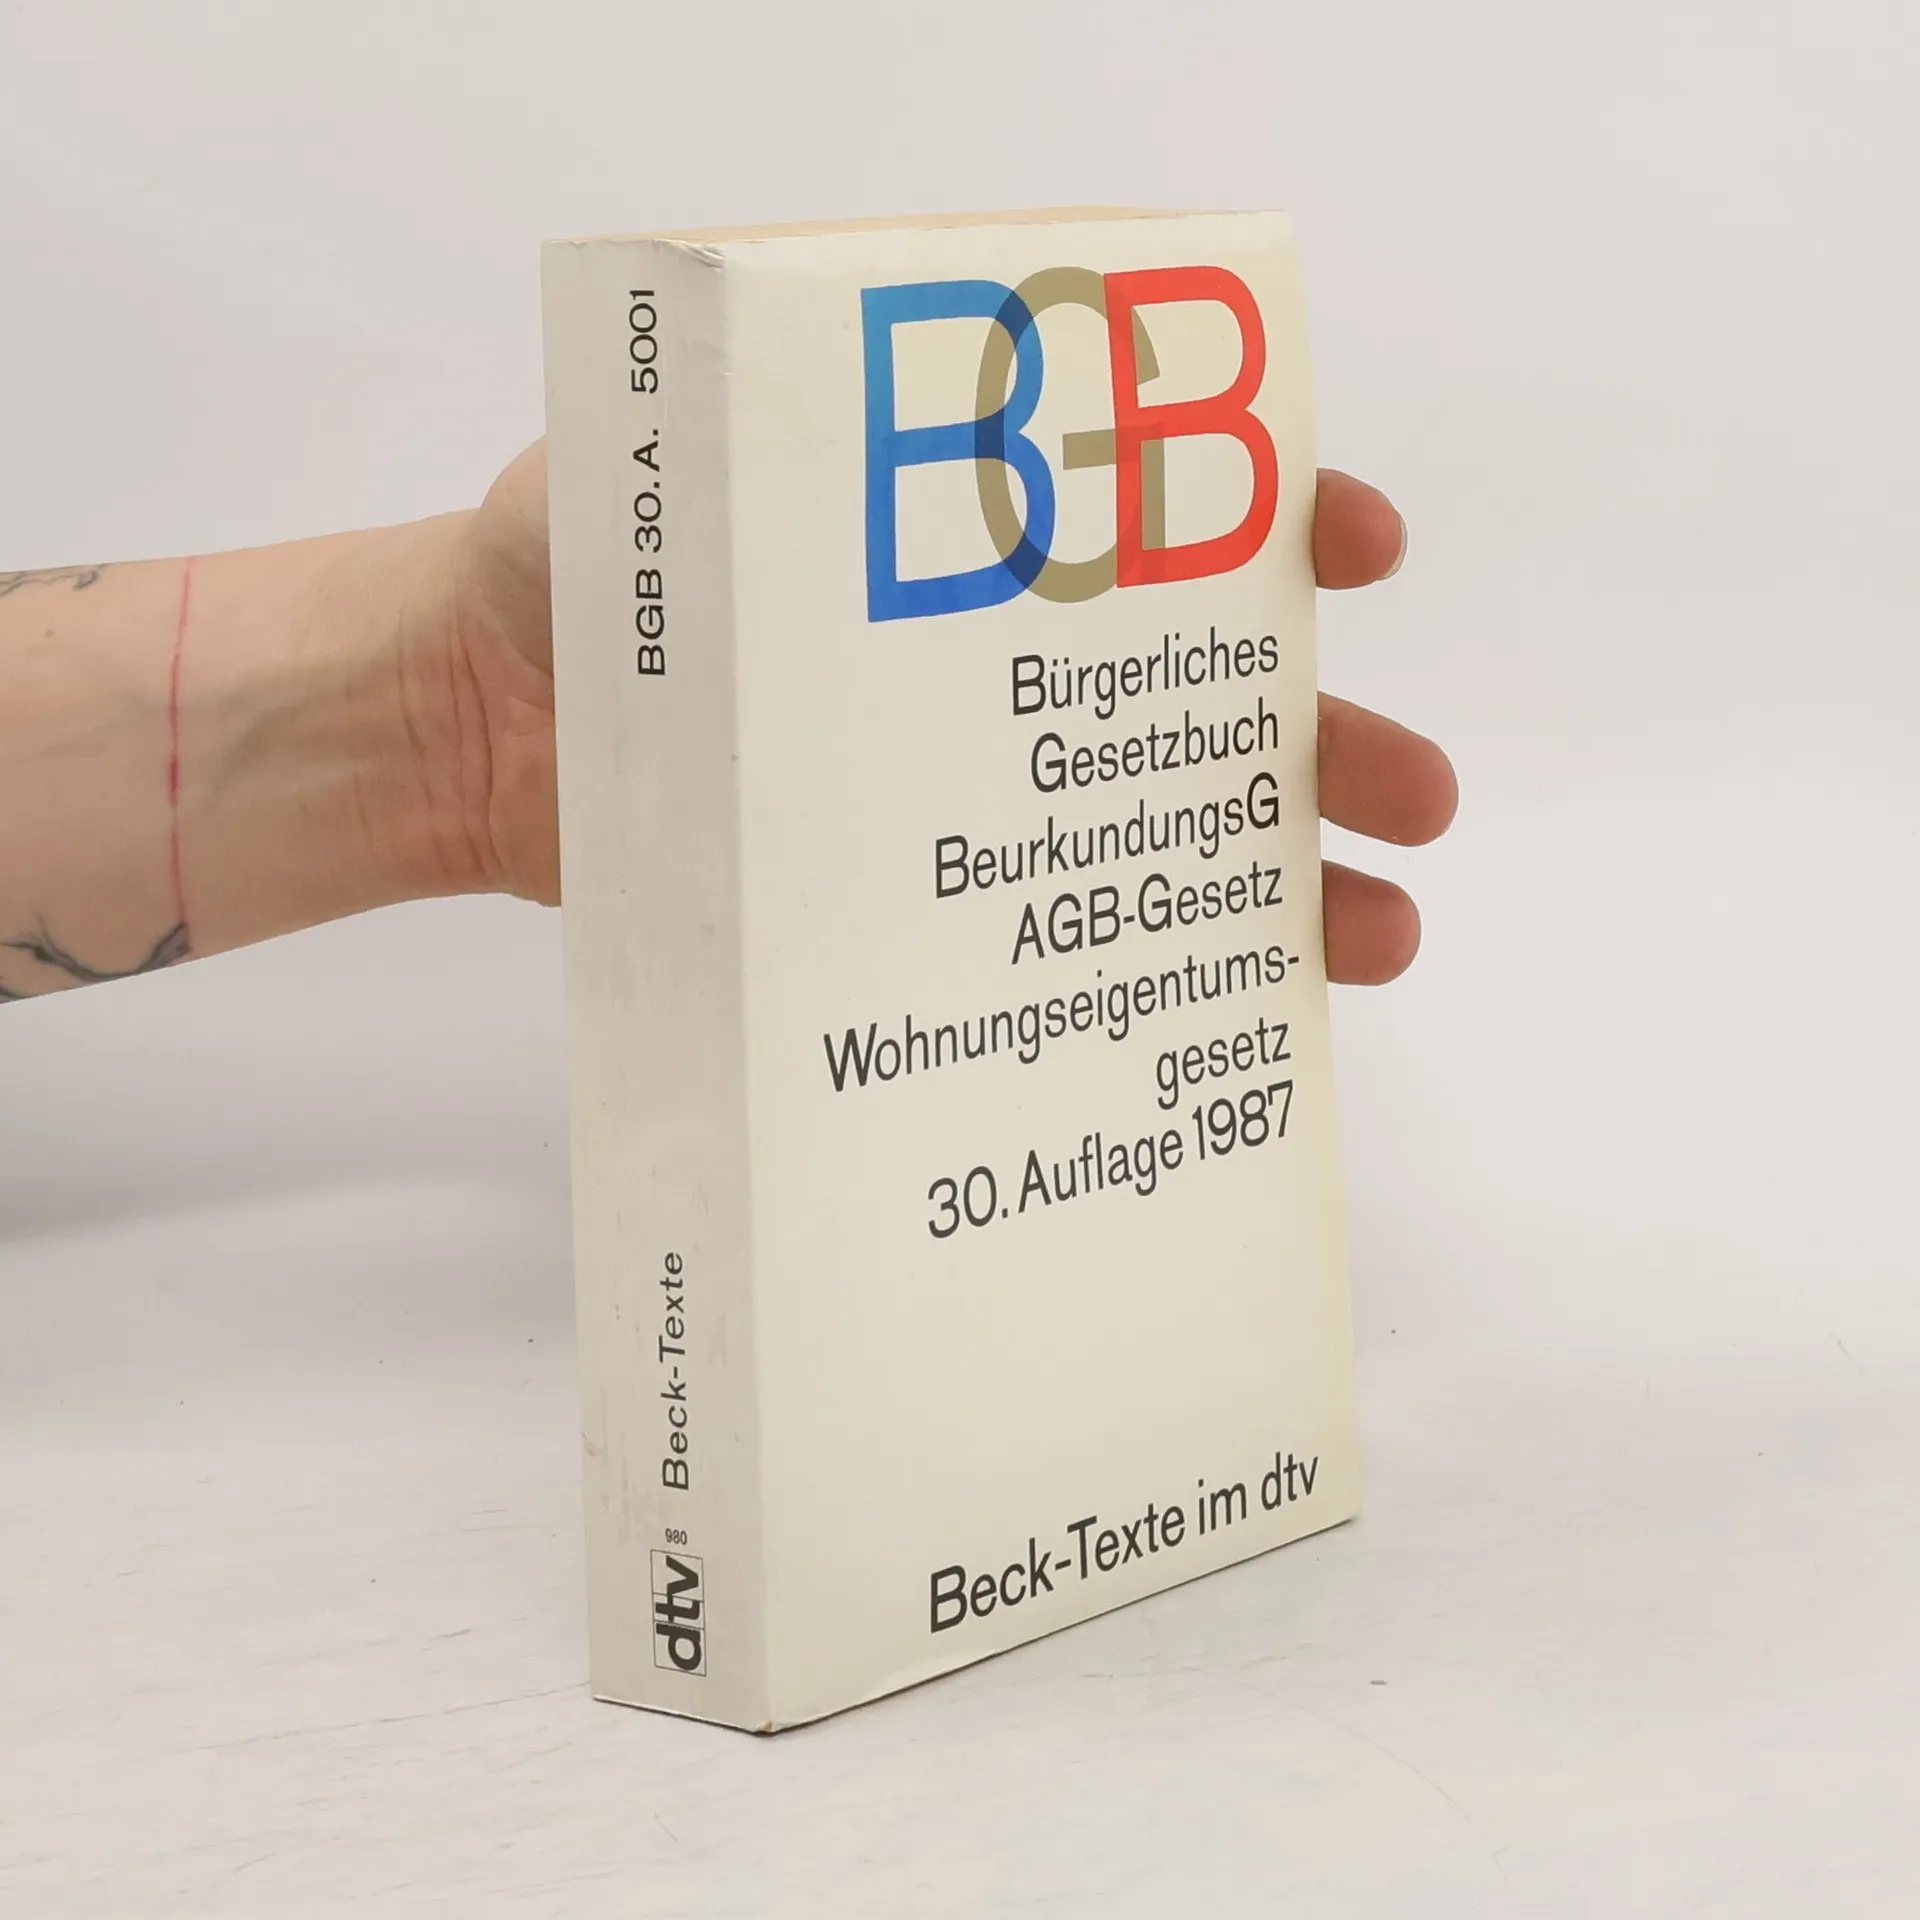 BGB 30. A. 5001
Beck-Texte
980
dtv
BGB
Bürgerliches
Gesetzbuch
BeurkundungsG
AGB-Gesetz
Wohnungseigentums-
gesetz
30. Auflage 1987
Beck-Texte im dtv